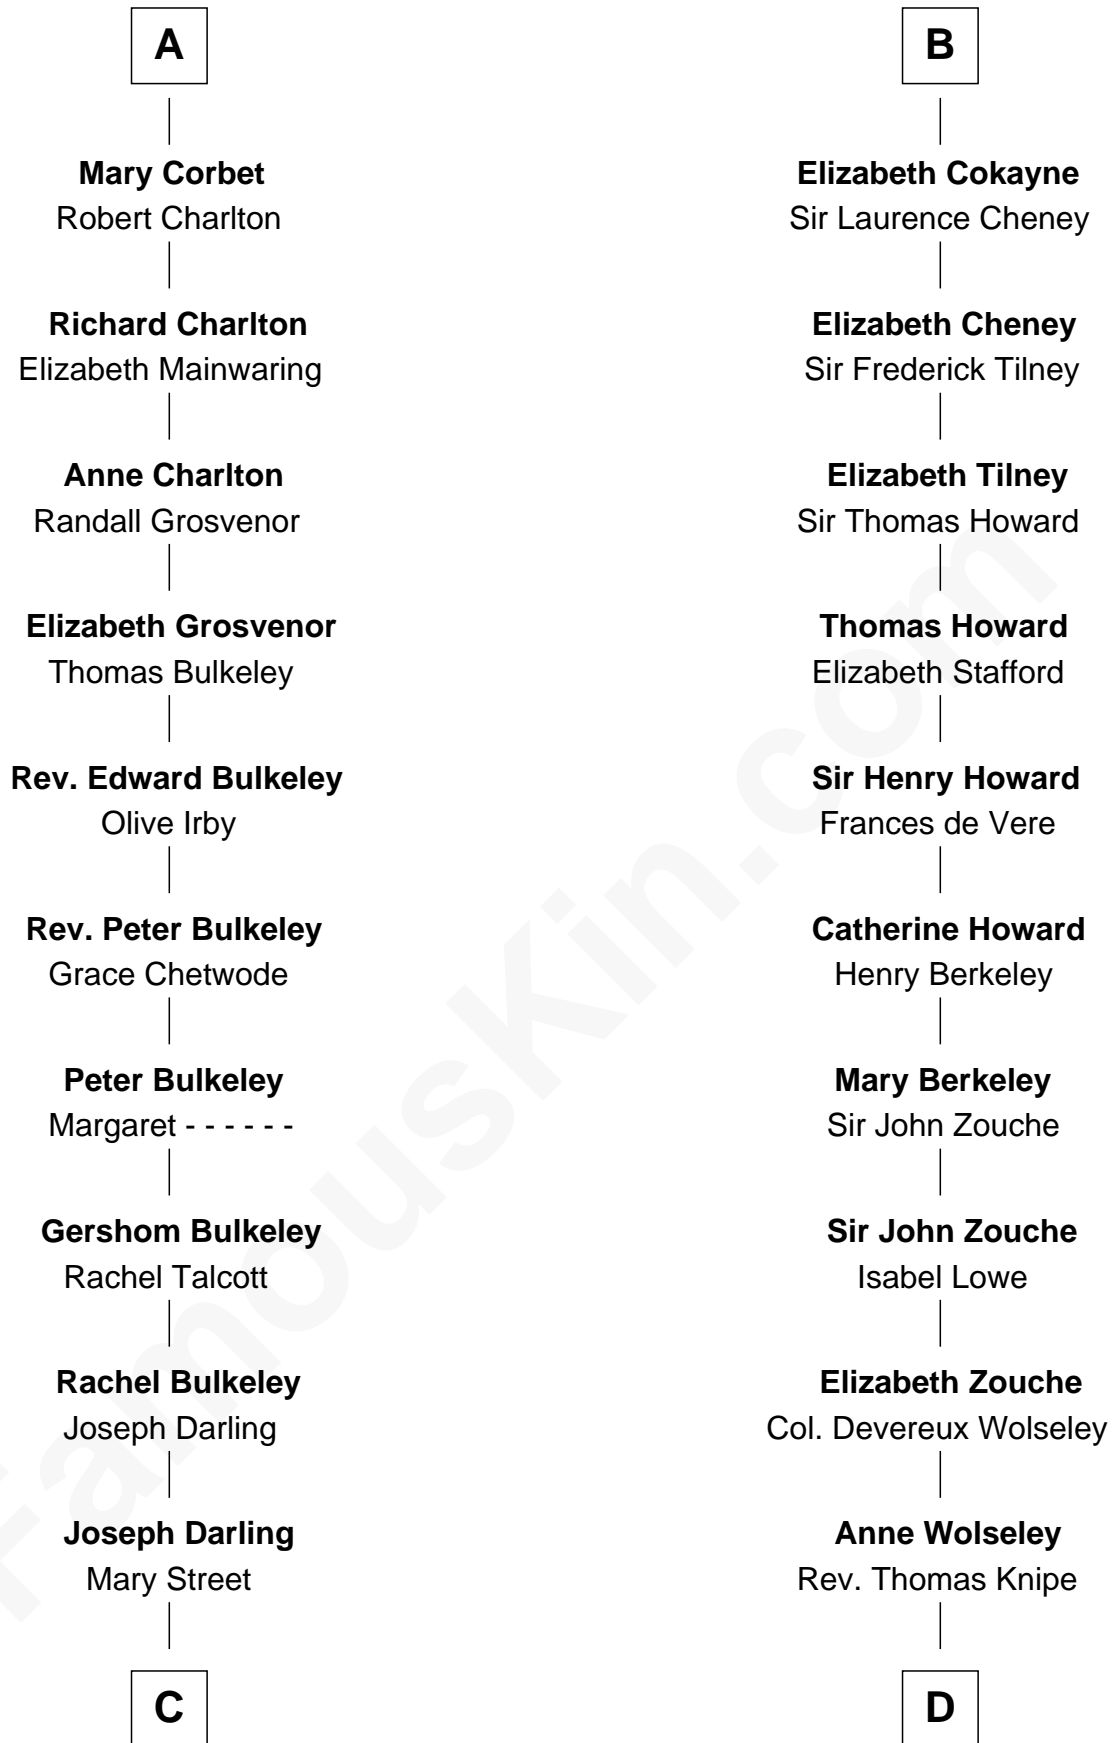 A
Mary Corbet
Robert Charlton
Richard Charlton
Elizabeth Mainwaring
Anne Charlton
Randall Grosvenor
Elizabeth Grosvenor
Thomas Bulkeley
Rev. Edward Bulkeley
Olive Irby
Rev. Peter Bulkeley
Grace Chetwode
Peter Bulkeley
Margaret - - - - - -
Gershom Bulkeley
Rachel Talcott
Rachel Bulkeley
Joseph Darling
Joseph Darling
Mary Street
C
B
Elizabeth Cokayne
Sir Laurence Cheney
Elizabeth Cheney
Sir Frederick Tilney
Elizabeth Tilney
Sir Thomas Howard
Thomas Howard
Elizabeth Stafford
Sir Henry Howard
Frances de Vere
Catherine Howard
Henry Berkeley
Mary Berkeley
Sir John Zouche
Sir John Zouche
Isabel Lowe
Elizabeth Zouche
Col. Devereux Wolseley
Anne Wolseley
Rev. Thomas Knipe
D
FamousKin.com